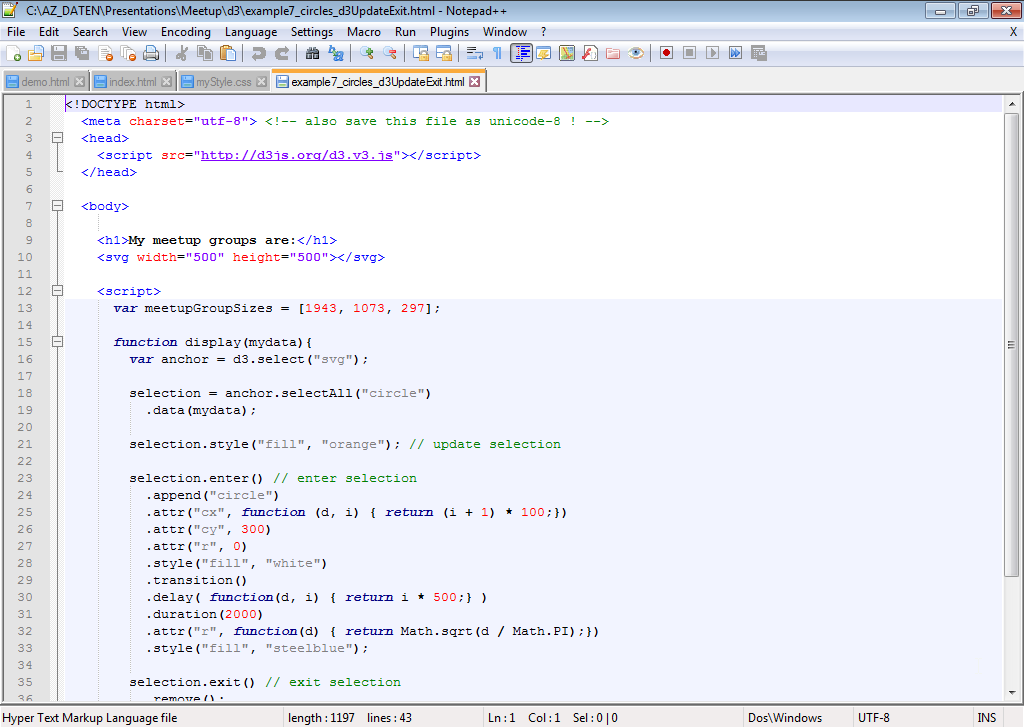 C:\AZ_DATEN\Presentations\Meetup\d3\example7_circles_d3UpdateExit.html - Notepad++
File Edit Search View Encoding Language Settings Macro Run Plugins Window ? X
demo.html index.html myStyle.css example7_circles_d3UpdateExit.html
1 <!DOCTYPE html>
2 <meta charset="utf-8"> <!-- also save this file as unicode-8 ! -->
3 <head>
4 <script src="http://d3js.org/d3.v3.js"></script>
5 </head>
6
7 <body>
8
9 <h1>My meetup groups are:</h1>
10 <svg width="500" height="500"></svg>
11
12 <script>
13 var meetupGroupSizes = [1943, 1073, 297];
14
15 function display(mydata){
16 var anchor = d3.select("svg");
17
18 selection = anchor.selectAll("circle")
19 .data(mydata);
20
21 selection.style("fill", "orange"); // update selection
22
23 selection.enter() // enter selection
24 .append("circle")
25 .attr("cx", function (d, i) { return (i + 1) * 100;})
26 .attr("cy", 300)
27 .attr("r", 0)
28 .style("fill", "white")
29 .transition()
30 .delay( function(d, i) { return i * 500;} )
31 .duration(2000)
32 .attr("r", function(d) { return Math.sqrt(d / Math.PI);})
33 .style("fill", "steelblue");
34
35 selection.exit() // exit selection
36 .remove();
Hyper Text Markup Language file length : 1197 lines : 43 Ln : 1 Col : 1 Sel : 0 | 0 Dos\Windows UTF-8 INS